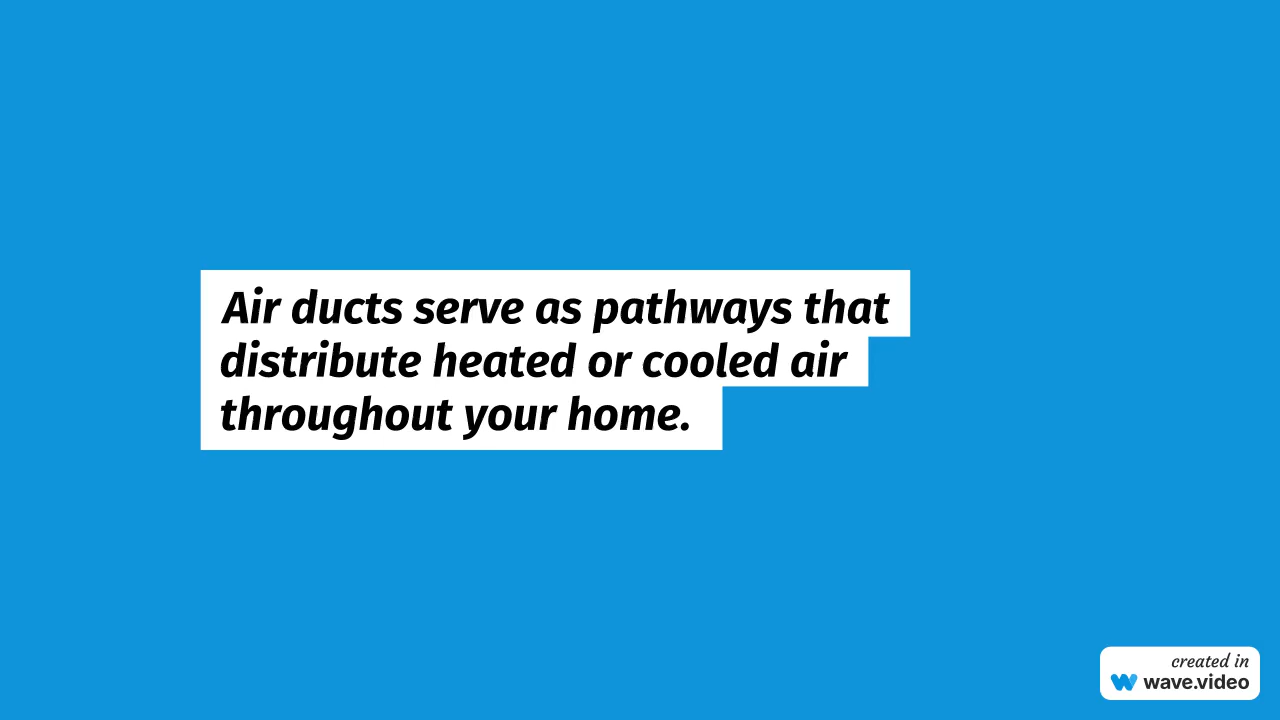 Air ducts serve as pathways that
distribute heated or cooled air
throughout your home.
created in
wave.video